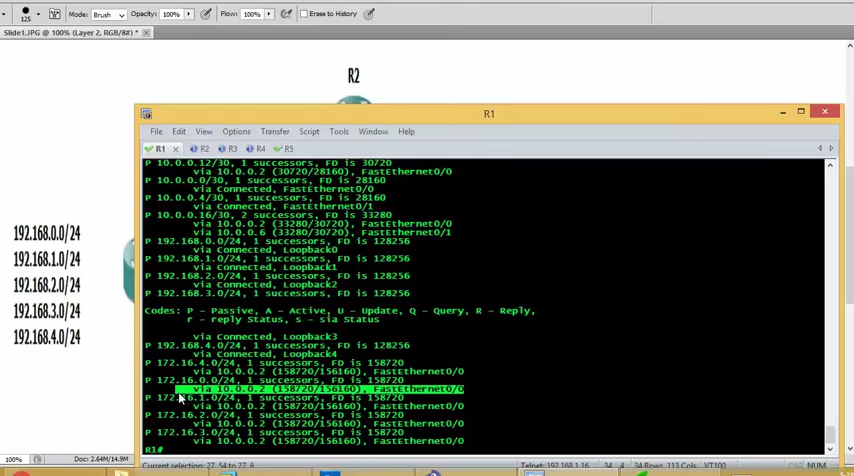 125 Mode: Brush Opacity: 100% Flow: 100% Erase to History
Slide1.JPG @ 100% (Layer 2, RGB/8#) * ×
R2
R1
File Edit View Options Transfer Script Tools Window Help
R1 × R2 R3 R4 R5
P 10.0.0.12/30, 1 successors, FD is 30720
via 10.0.0.2 (30720/28160), FastEthernet0/0
P 10.0.0.0/30, 1 successors, FD is 28160
via Connected, FastEthernet0/0
P 10.0.0.4/30, 1 successors, FD is 28160
via Connected, FastEthernet0/1
P 10.0.0.16/30, 2 successors, FD is 33280
via 10.0.0.2 (33280/30720), FastEthernet0/0
via 10.0.0.6 (33280/30720), FastEthernet0/1
P 192.168.0.0/24, 1 successors, FD is 128256
via Connected, Loopback0
P 192.168.1.0/24, 1 successors, FD is 128256
via Connected, Loopback1
P 192.168.2.0/24, 1 successors, FD is 128256
via Connected, Loopback2
P 192.168.3.0/24, 1 successors, FD is 128256
Codes: P - Passive, A - Active, U - Update, Q - Query, R - Reply,
r - reply Status, s - sia Status
via Connected, Loopback3
P 192.168.4.0/24, 1 successors, FD is 128256
via Connected, Loopback4
P 172.16.4.0/24, 1 successors, FD is 158720
via 10.0.0.2 (158720/156160), FastEthernet0/0
P 172.16.0.0/24, 1 successors, FD is 158720
via 10.0.0.2 (158720/156160), FastEthernet0/0
P 172.16.1.0/24, 1 successors, FD is 158720
via 10.0.0.2 (158720/156160), FastEthernet0/0
P 172.16.2.0/24, 1 successors, FD is 158720
via 10.0.0.2 (158720/156160), FastEthernet0/0
P 172.16.3.0/24, 1 successors, FD is 158720
via 10.0.0.2 (158720/156160), FastEthernet0/0
R1#
192.168.0.0/24
192.168.1.0/24
192.168.2.0/24
192.168.3.0/24
192.168.4.0/24
100% Doc: 2.64M/14.9M
Current selection: 27, 54 to 27, 6 Telnet: 192.168.1.16 34, 4 34 Rows, 113 Cols VT100 CAP NUM